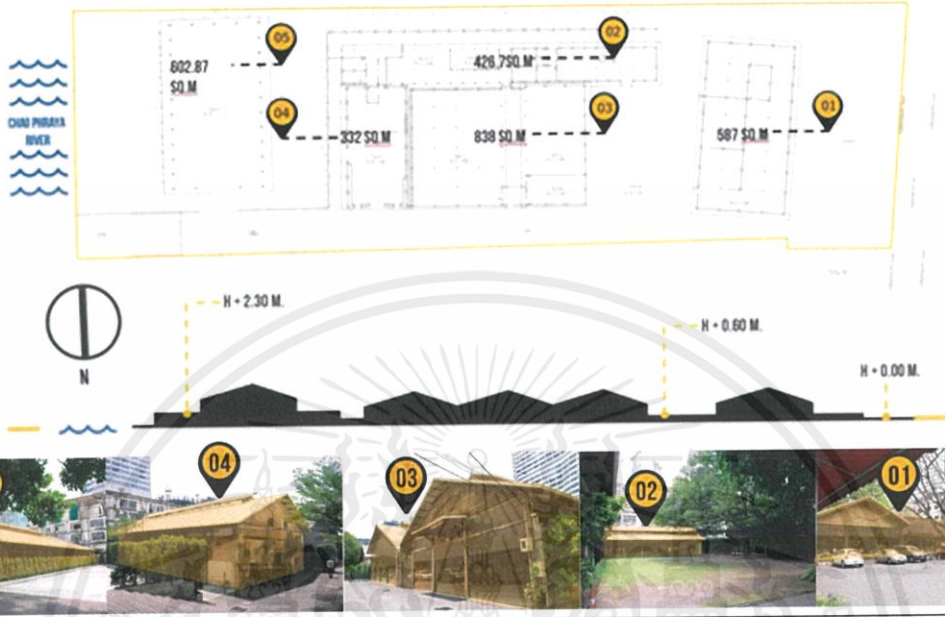 05
02
602.87
SQ.M
426.7SQ.M
04
03
01
CHAO PHRAYA
RIVER
332 SQ.M
838 SQ.M
587 SQ.M
H + 2.30 M.
H + 0.60 M.
H + 0.00 M.
N
04
03
02
01